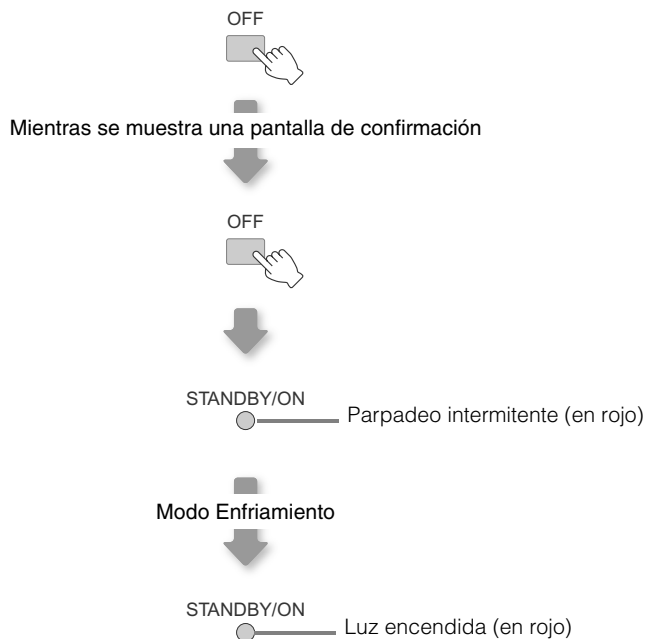 OFF
Mientras se muestra una pantalla de confirmación
OFF
STANDBY/ON
Parpadeo intermitente (en rojo)
Modo Enfriamiento
STANDBY/ON
Luz encendida (en rojo)